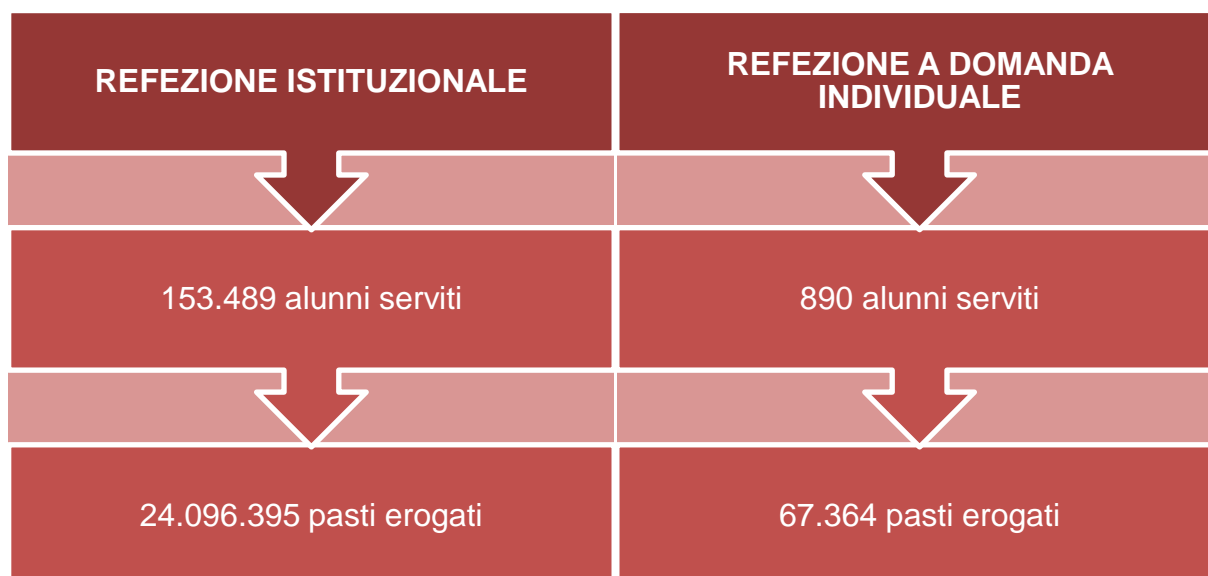 REFEZIONE ISTITUZIONALE
REFEZIONE A DOMANDA
INDIVIDUALE
153.489 alunni serviti
890 alunni serviti
24.096.395 pasti erogati
67.364 pasti erogati